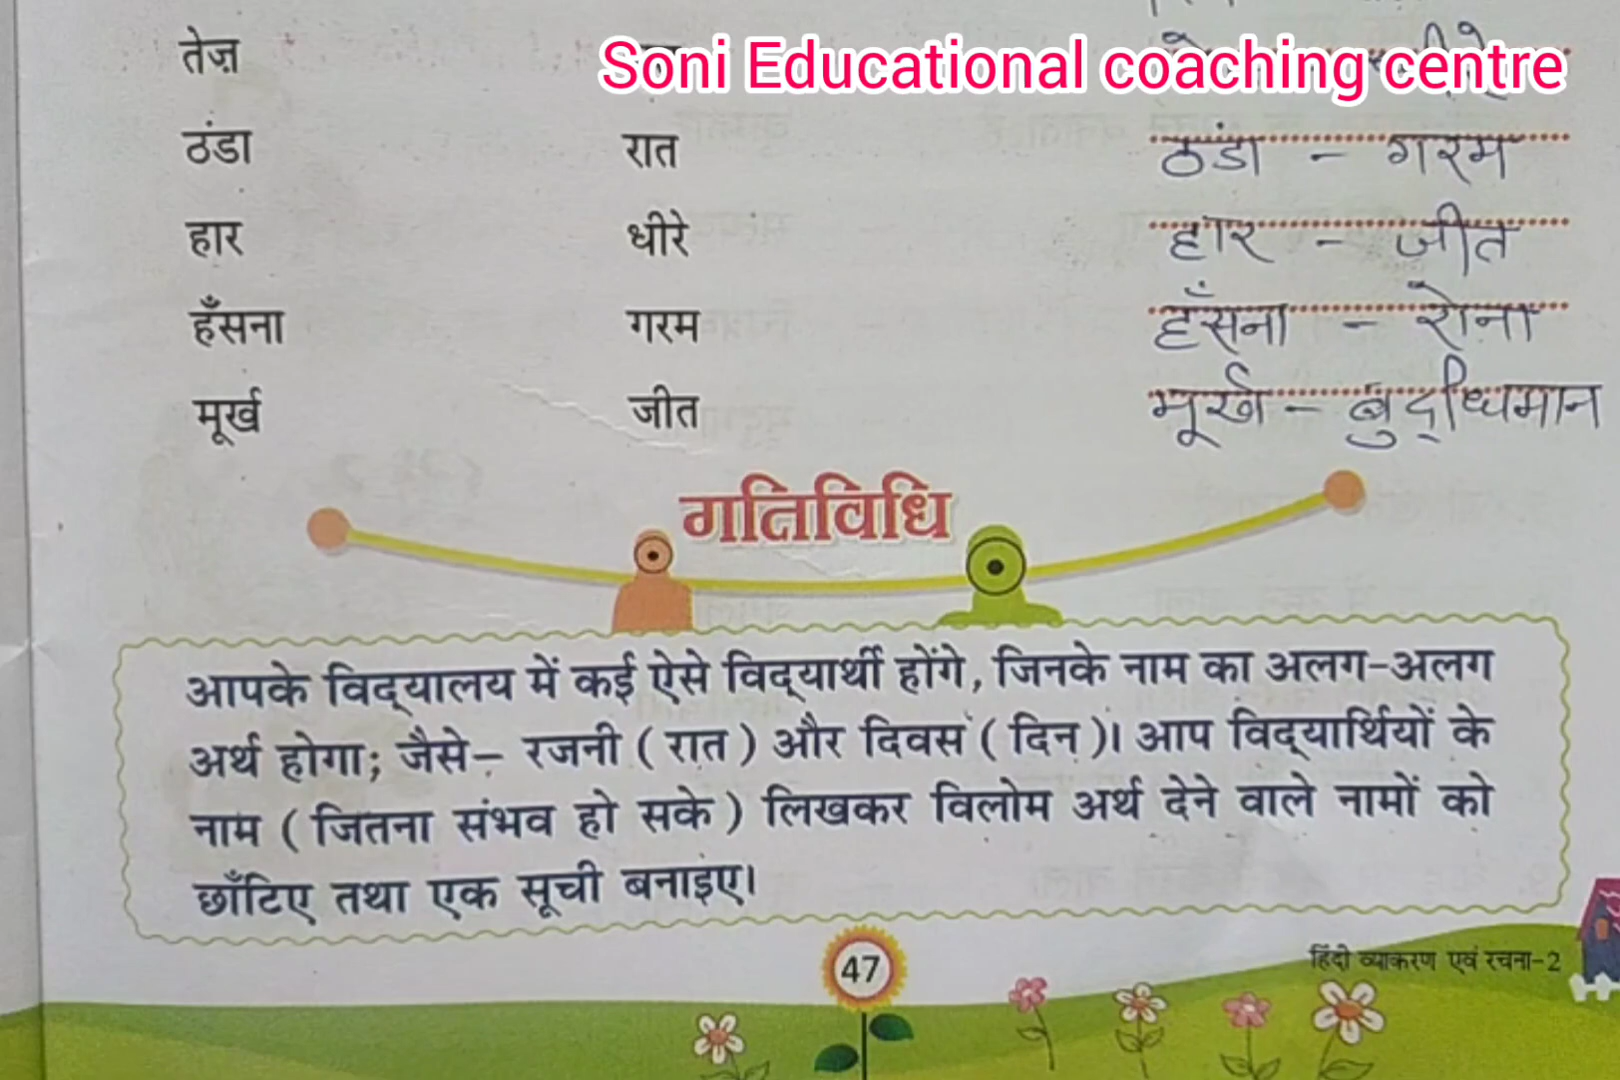 Soni Educational coaching centre
तेज़
ठंडा रात ठंडा - गरम
हार धीरे हार - जीत
हँसना गरम हँसना - रोना
मूर्ख जीत मूर्ख - बुद्धिमान
गतिविधि
आपके विद्यालय में कई ऐसे विद्यार्थी होंगे, जिनके नाम का अलग-अलग
अर्थ होगा; जैसे– रजनी (रात) और दिवस (दिन)। आप विद्यार्थियों के
नाम (जितना संभव हो सके) लिखकर विलोम अर्थ देने वाले नामों को
छाँटिए तथा एक सूची बनाइए।
47
हिंदी व्याकरण एवं रचना-2